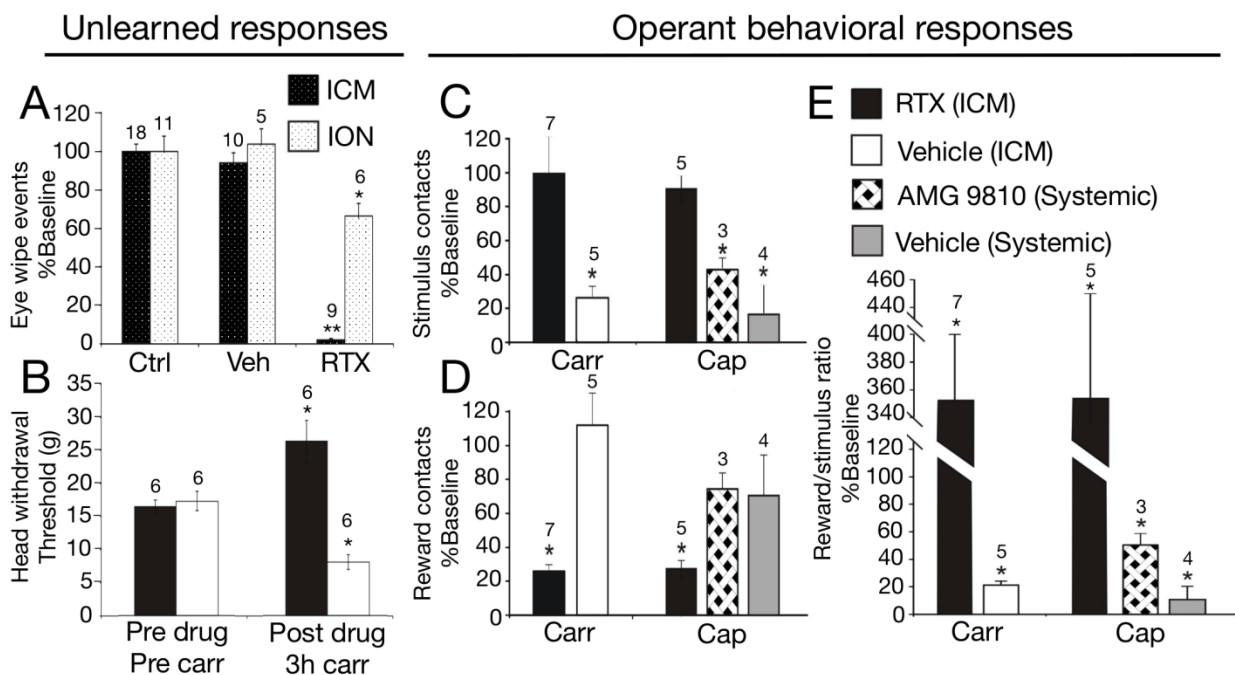 Unlearned responses
Operant behavioral responses
A
Eye wipe events
%Baseline
120
100
80
60
40
20
0
ICM
ION
18
11
10
5
9
**
6
*
Ctrl
Veh
RTX
B
Head withdrawal
Threshold (g)
35
30
25
20
15
10
5
0
6
6
6
*
6
*
Pre drug
Pre carr
Post drug
3h carr
C
Stimululs contacts
%Baseline
120
100
80
60
40
20
0
7
5
*
5
3
*
4
*
Carr
Cap
D
Reward contacts
%Baseline
120
100
80
60
40
20
0
7
*
5
5
*
3
4
Carr
Cap
E
RTX (ICM)
Vehicle (ICM)
AMG 9810 (Systemic)
Vehicle (Systemic)
Reward/stimulus ratio
%Baseline
460
440
400
380
360
340
120
100
80
60
40
20
0
7
*
5
*
5
*
3
*
4
*
Carr
Cap